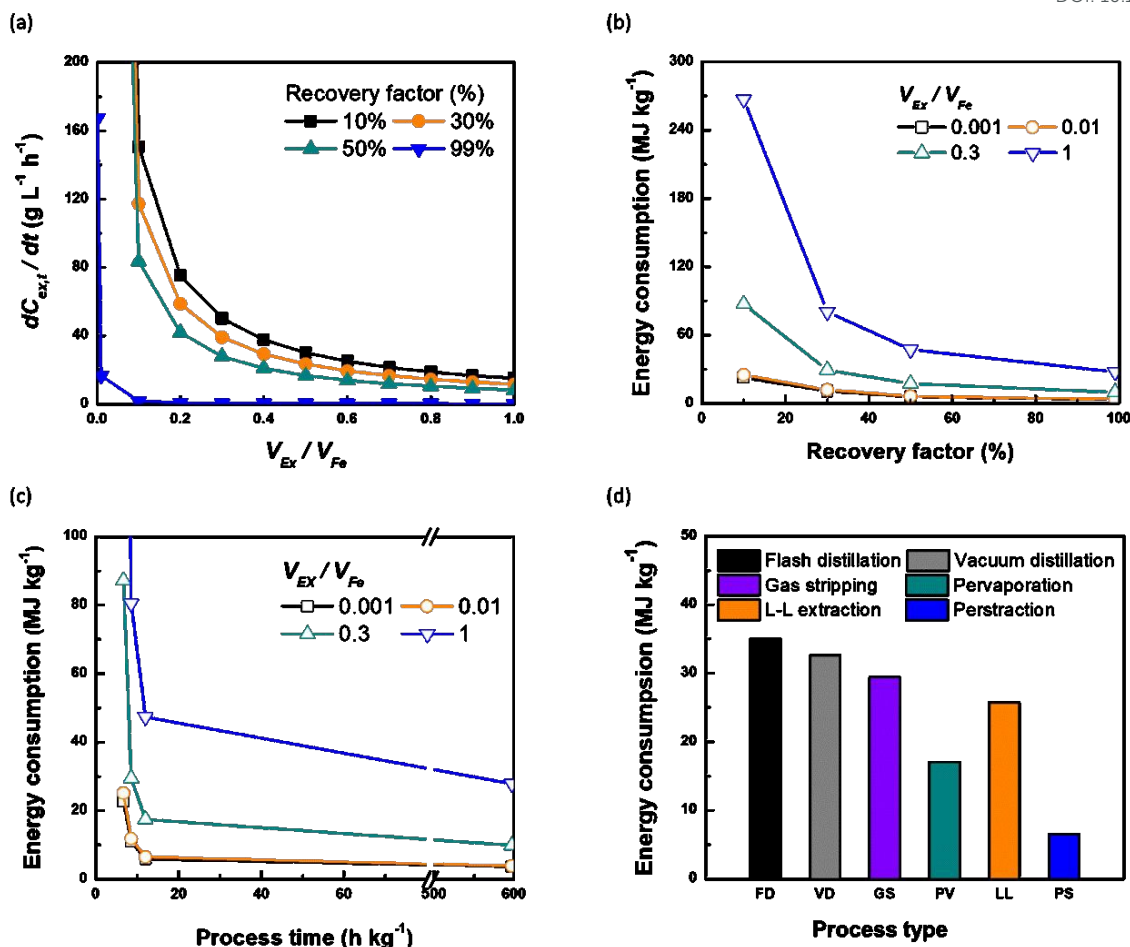 (a)
200
160
120
80
40
0
dC_ex,t / dt (g L⁻¹ h⁻¹)
Recovery factor (%)
10% 30%
50% 99%
0.0 0.2 0.4 0.6 0.8 1.0
V_Ex / V_Fe
(b)
300
240
180
120
60
0
Energy consumption (MJ kg⁻¹)
V_Ex / V_Fe
0.001 0.01
0.3 1
0 20 40 60 80 100
Recovery factor (%)
(c)
100
80
60
40
20
0
Energy consumption (MJ kg⁻¹)
V_EX / V_Fe
0.001 0.01
0.3 1
0 20 40 60 500 600
Process time (h kg⁻¹)
(d)
50
40
30
20
10
0
Energy consumpsion (MJ kg⁻¹)
Flash distillation Vacuum distillation
Gas stripping Pervaporation
L-L extraction Perstraction
FD VD GS PV LL PS
Process type